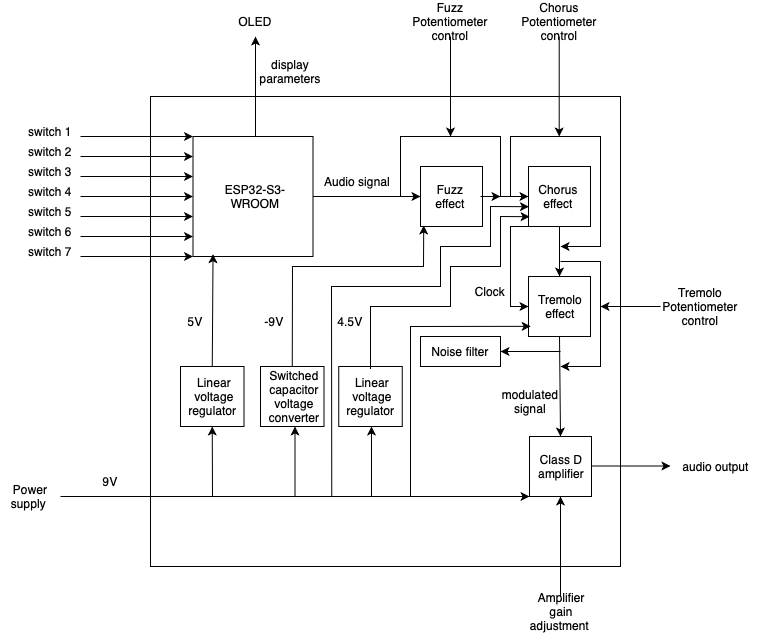 OLED
Fuzz
Potentiometer
control
Chorus
Potentiometer
control
display
parameters
switch 1
switch 2
switch 3
switch 4
switch 5
switch 6
switch 7
ESP32-S3-
WROOM
Audio signal
Fuzz
effect
Chorus
effect
5V
-9V
4.5V
Clock
Tremolo
effect
Tremolo
Potentiometer
control
Noise filter
Linear
voltage
regulator
Switched
capacitor
voltage
converter
Linear
voltage
regulator
modulated
signal
Class D
amplifier
audio output
Power
supply
9V
Amplifier
gain
adjustment